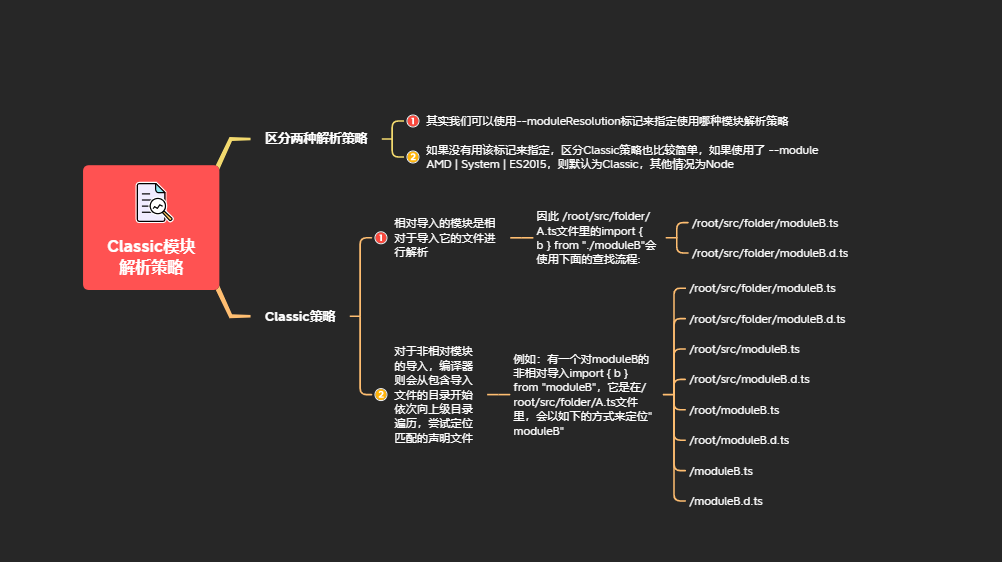 Classic模块
解析策略
区分两种解析策略
1 其实我们可以使用--moduleResolution标记来指定使用哪种模块解析策略
2 如果没有用该标记来指定，区分Classic策略也比较简单，如果使用了 --module
AMD | System | ES2015，则默认为Classic，其他情况为Node
Classic策略
1 相对导入的模块是相
对于导入它的文件进
行解析
因此 /root/src/folder/
A.ts文件里的import {
b } from "./moduleB"会
使用下面的查找流程:
/root/src/folder/moduleB.ts
/root/src/folder/moduleB.d.ts
2 对于非相对模块
的导入，编译器
则会从包含导入
文件的目录开始
依次向上级目录
遍历，尝试定位
匹配的声明文件
例如：有一个对moduleB的
非相对导入import { b }
from "moduleB"，它是在/
root/src/folder/A.ts文件
里，会以如下的方式来定位"
moduleB"
/root/src/folder/moduleB.ts
/root/src/folder/moduleB.d.ts
/root/src/moduleB.ts
/root/src/moduleB.d.ts
/root/moduleB.ts
/root/moduleB.d.ts
/moduleB.ts
/moduleB.d.ts